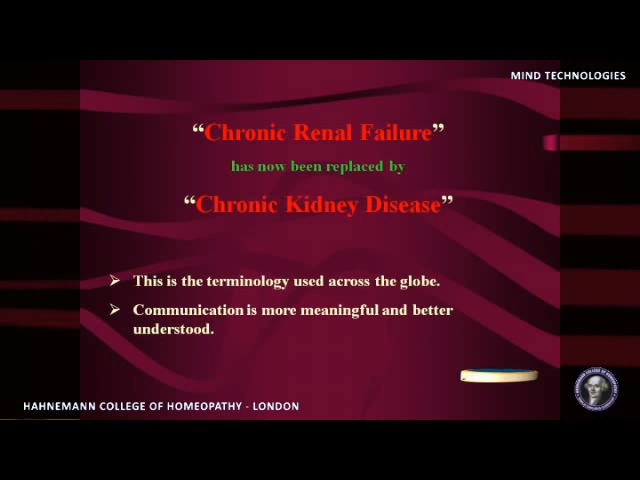 MIND TECHNOLOGIES
“Chronic Renal Failure”
has now been replaced by
“Chronic Kidney Disease”
This is the terminology used across the globe.
Communication is more meaningful and better
understood.
HAHNEMANN COLLEGE OF HOMEOPATHY - LONDON